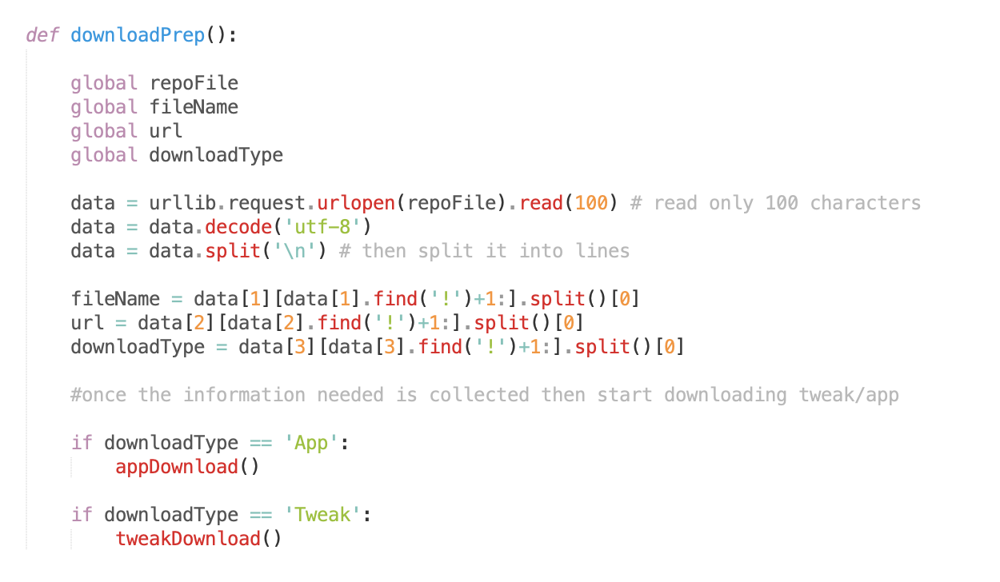 def downloadPrep():
global repoFile
global fileName
global url
global downloadType
data = urllib.request.urlopen(repoFile).read(100) # read only 100 characters
data = data.decode('utf-8')
data = data.split('\n') # then split it into lines
fileName = data[1][data[1].find('!')+1:].split()[0]
url = data[2][data[2].find('!')+1:].split()[0]
downloadType = data[3][data[3].find('!')+1:].split()[0]
#once the information needed is collected then start downloading tweak/app
if downloadType == 'App':
appDownload()
if downloadType == 'Tweak':
tweakDownload()